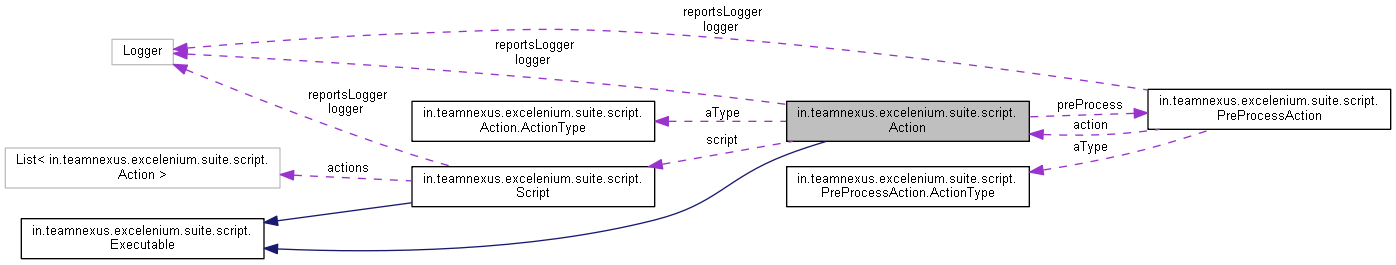 reportsLogger
logger
Logger
reportsLogger
logger
reportsLogger
logger
in.teamnexus.excelenium.suite.script.
Action.ActionType
aType
in.teamnexus.excelenium.suite.script.
Action
preProcess
action
aType
in.teamnexus.excelenium.suite.script.
PreProcessAction
script
List< in.teamnexus.excelenium.suite.script.
Action >
actions
in.teamnexus.excelenium.suite.script.
Script
in.teamnexus.excelenium.suite.script.
PreProcessAction.ActionType
in.teamnexus.excelenium.suite.script.
Executable